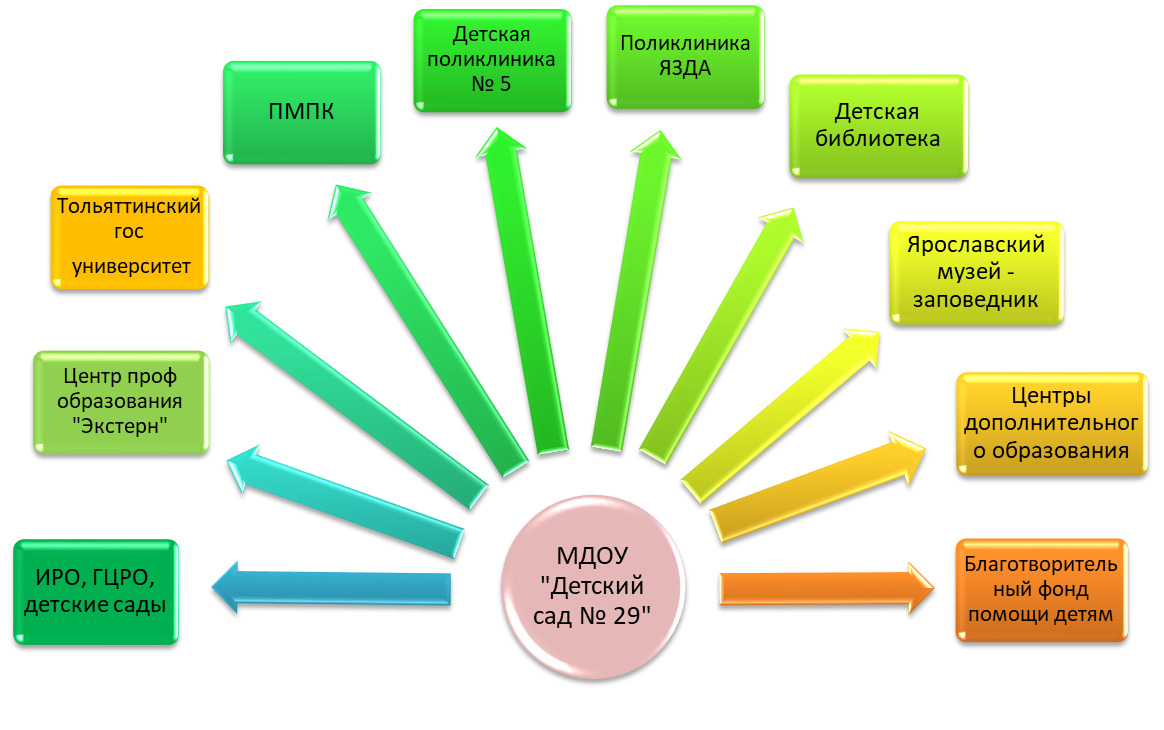 Детская
поликлиника
№ 5
Поликлиника
ЯЗДА
ПМПК
Детская
библиотека
Тольяттинский
гос
университет
Ярославский
музей -
заповедник
Центр проф
образования
"Экстерн"
Центры
дополнительног
о образования
ИРО, ГЦРО,
детские сады
МДОУ
"Детский
сад № 29"
Благотворитель
ный фонд
помощи детям